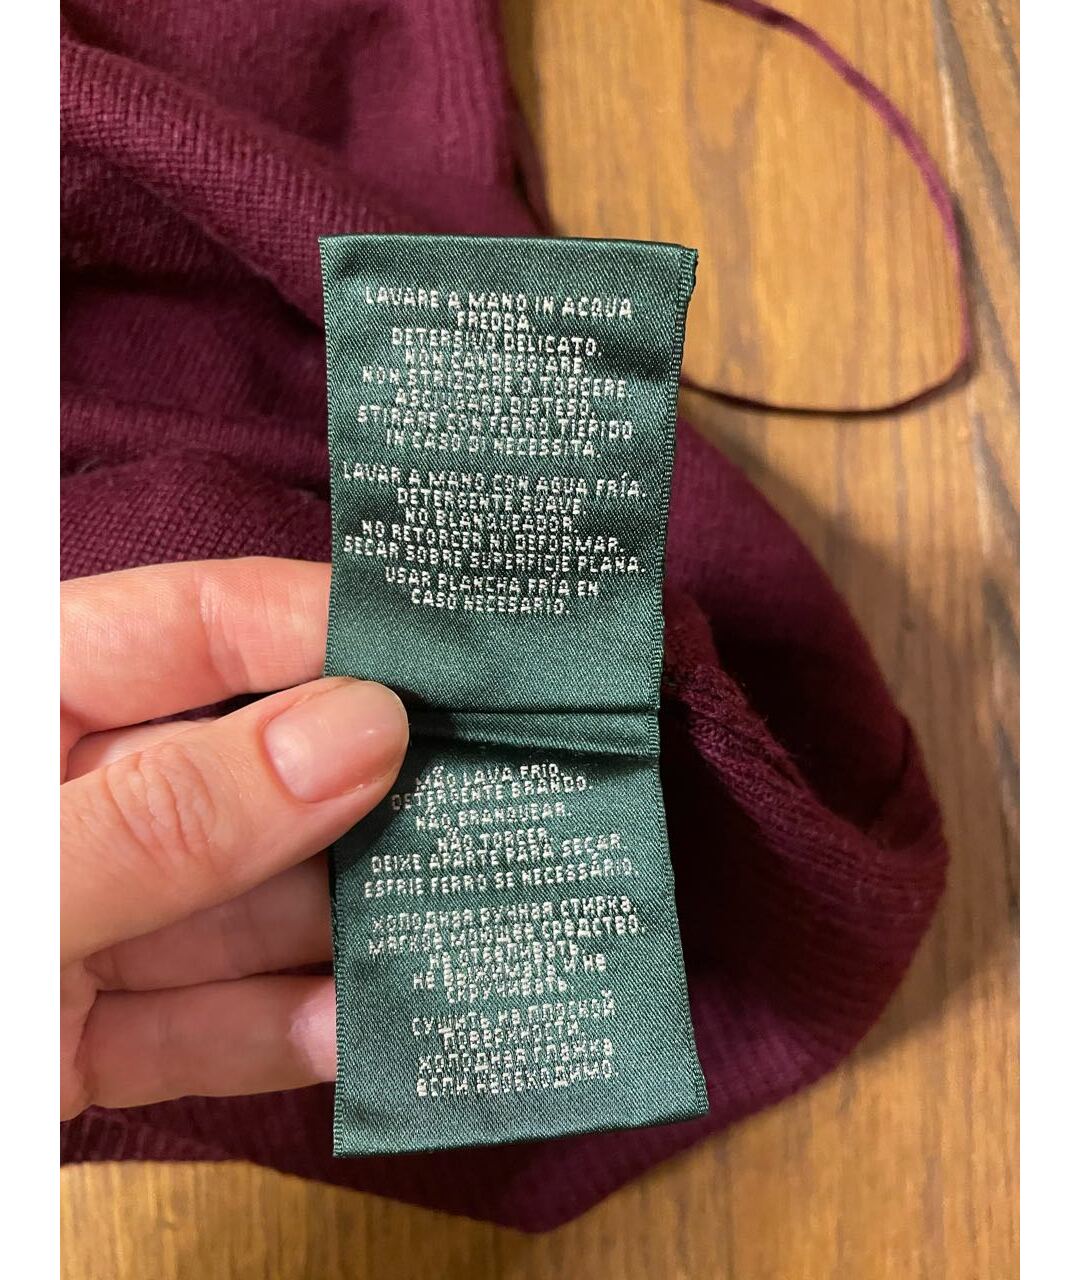 LAVARE A MANO IN ACQUA
FREDDA.
DETERSIVO DELICATO.
NON CANDEGGIARE
NON STRIZZARE O TORCERE
ASCIUGARE DISTESO.
STIRARE CON FERRO TIEPIDO
IN CASO DI NECESSITÀ.
LAVAR A MANO CON AGUA FRÍA.
DETERGENTE SUAVE
NO BLANQUEADOR
NO RETORCER NI DEFORMAR.
SECAR SOBRE SUPERFICIE PLANA.
USAR PLANCHA FRÍA EN
CASO NECESARIO.
MÃO LAVA FRIO.
DETERGENTE BRANDO.
NÃO BRANQUEAR.
NÃO TORCER
DEIXE APARTE PARA SECAR
ESFRIE FERRO SE NECESSÁRIO.
ХОЛОДНАЯ РУЧНАЯ СТИРКА
МЯГКОЕ МОЮЩЕЕ СРЕДСТВО.
НЕ ОТБЕЛИВАТЬ
НЕ ВЫЖИМАТЬ И НЕ
СКРУЧИВАТЬ
СУШИТЬ НА ПЛОСКОЙ
ПОВЕРХНОСТИ
ХОЛОДНАЯ ГЛАЖКА
ЕСЛИ НЕОБХОДИМО